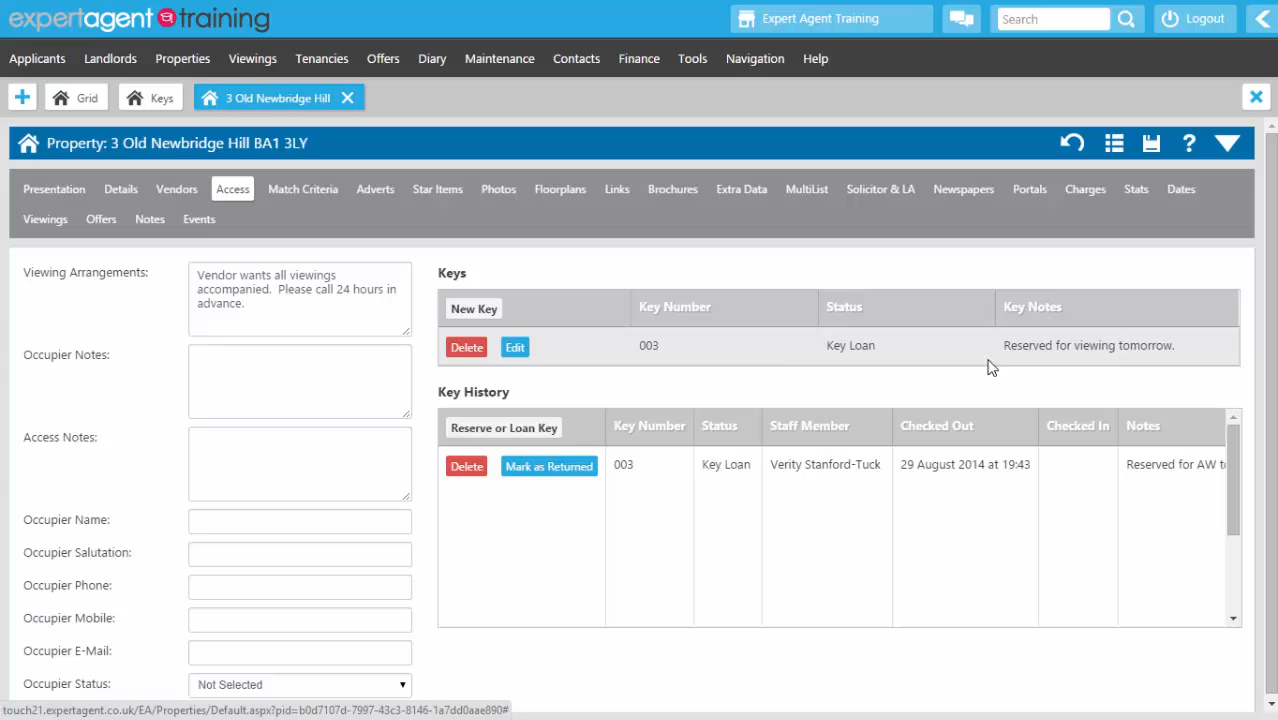 expertagent training
Expert Agent Training
Search
Logout
Applicants Landlords Properties Viewings Tenancies Offers Diary Maintenance Contacts Finance Tools Navigation Help
Grid Keys 3 Old Newbridge Hill
Property: 3 Old Newbridge Hill BA1 3LY
Presentation Details Vendors Access Match Criteria Adverts Star Items Photos Floorplans Links Brochures Extra Data MultiList Solicitor & LA Newspapers Portals Charges Stats Dates
Viewings Offers Notes Events
Viewing Arrangements:
Vendor wants all viewings
accompanied. Please call 24 hours in
advance.
Occupier Notes:
Access Notes:
Occupier Name:
Occupier Salutation:
Occupier Phone:
Occupier Mobile:
Occupier E-Mail:
Occupier Status: Not Selected
Keys
New Key Key Number Status Key Notes
Delete Edit 003 Key Loan Reserved for viewing tomorrow.
Key History
Reserve or Loan Key Key Number Status Staff Member Checked Out Checked In Notes
Delete Mark as Returned 003 Key Loan Verity Stanford-Tuck 29 August 2014 at 19:43 Reserved for AW t
touch21.expertagent.co.uk/EA/Properties/Default.aspx?pid=b0d7107d-7997-43c3-8146-1a7dd0aae890#